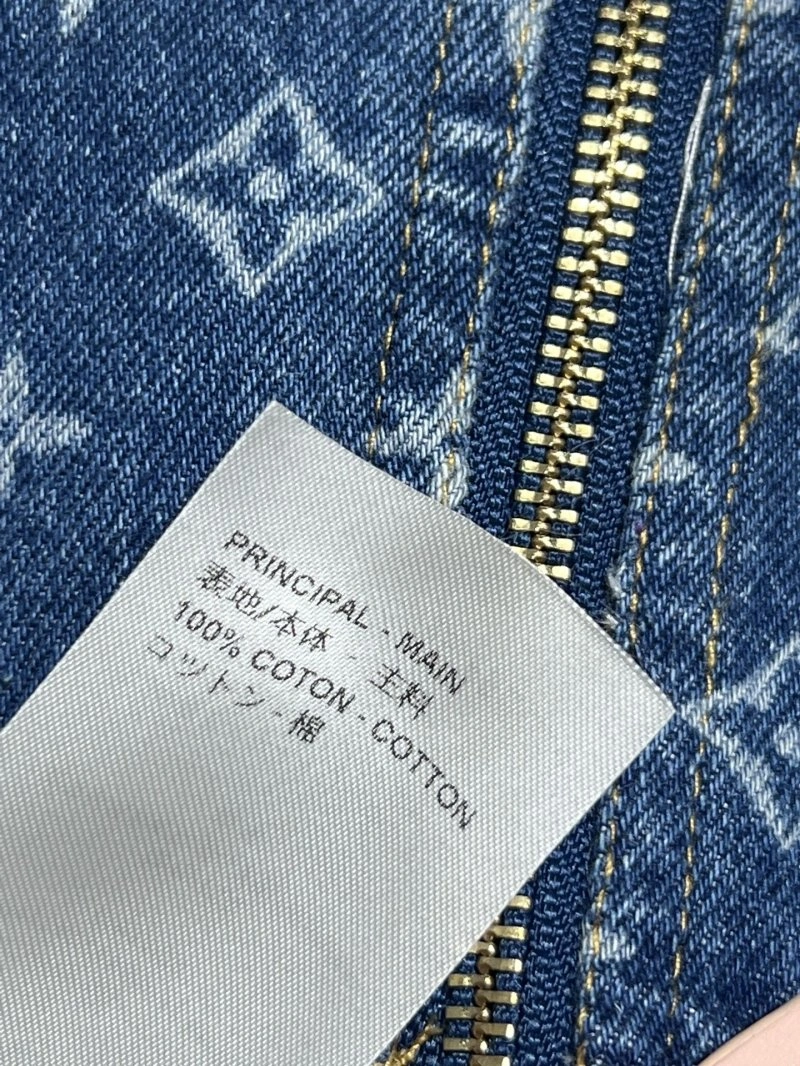 PRINCIPAL - MAIN
表地/本体 - 主料
100% COTON - COTTON
コットン - 棉